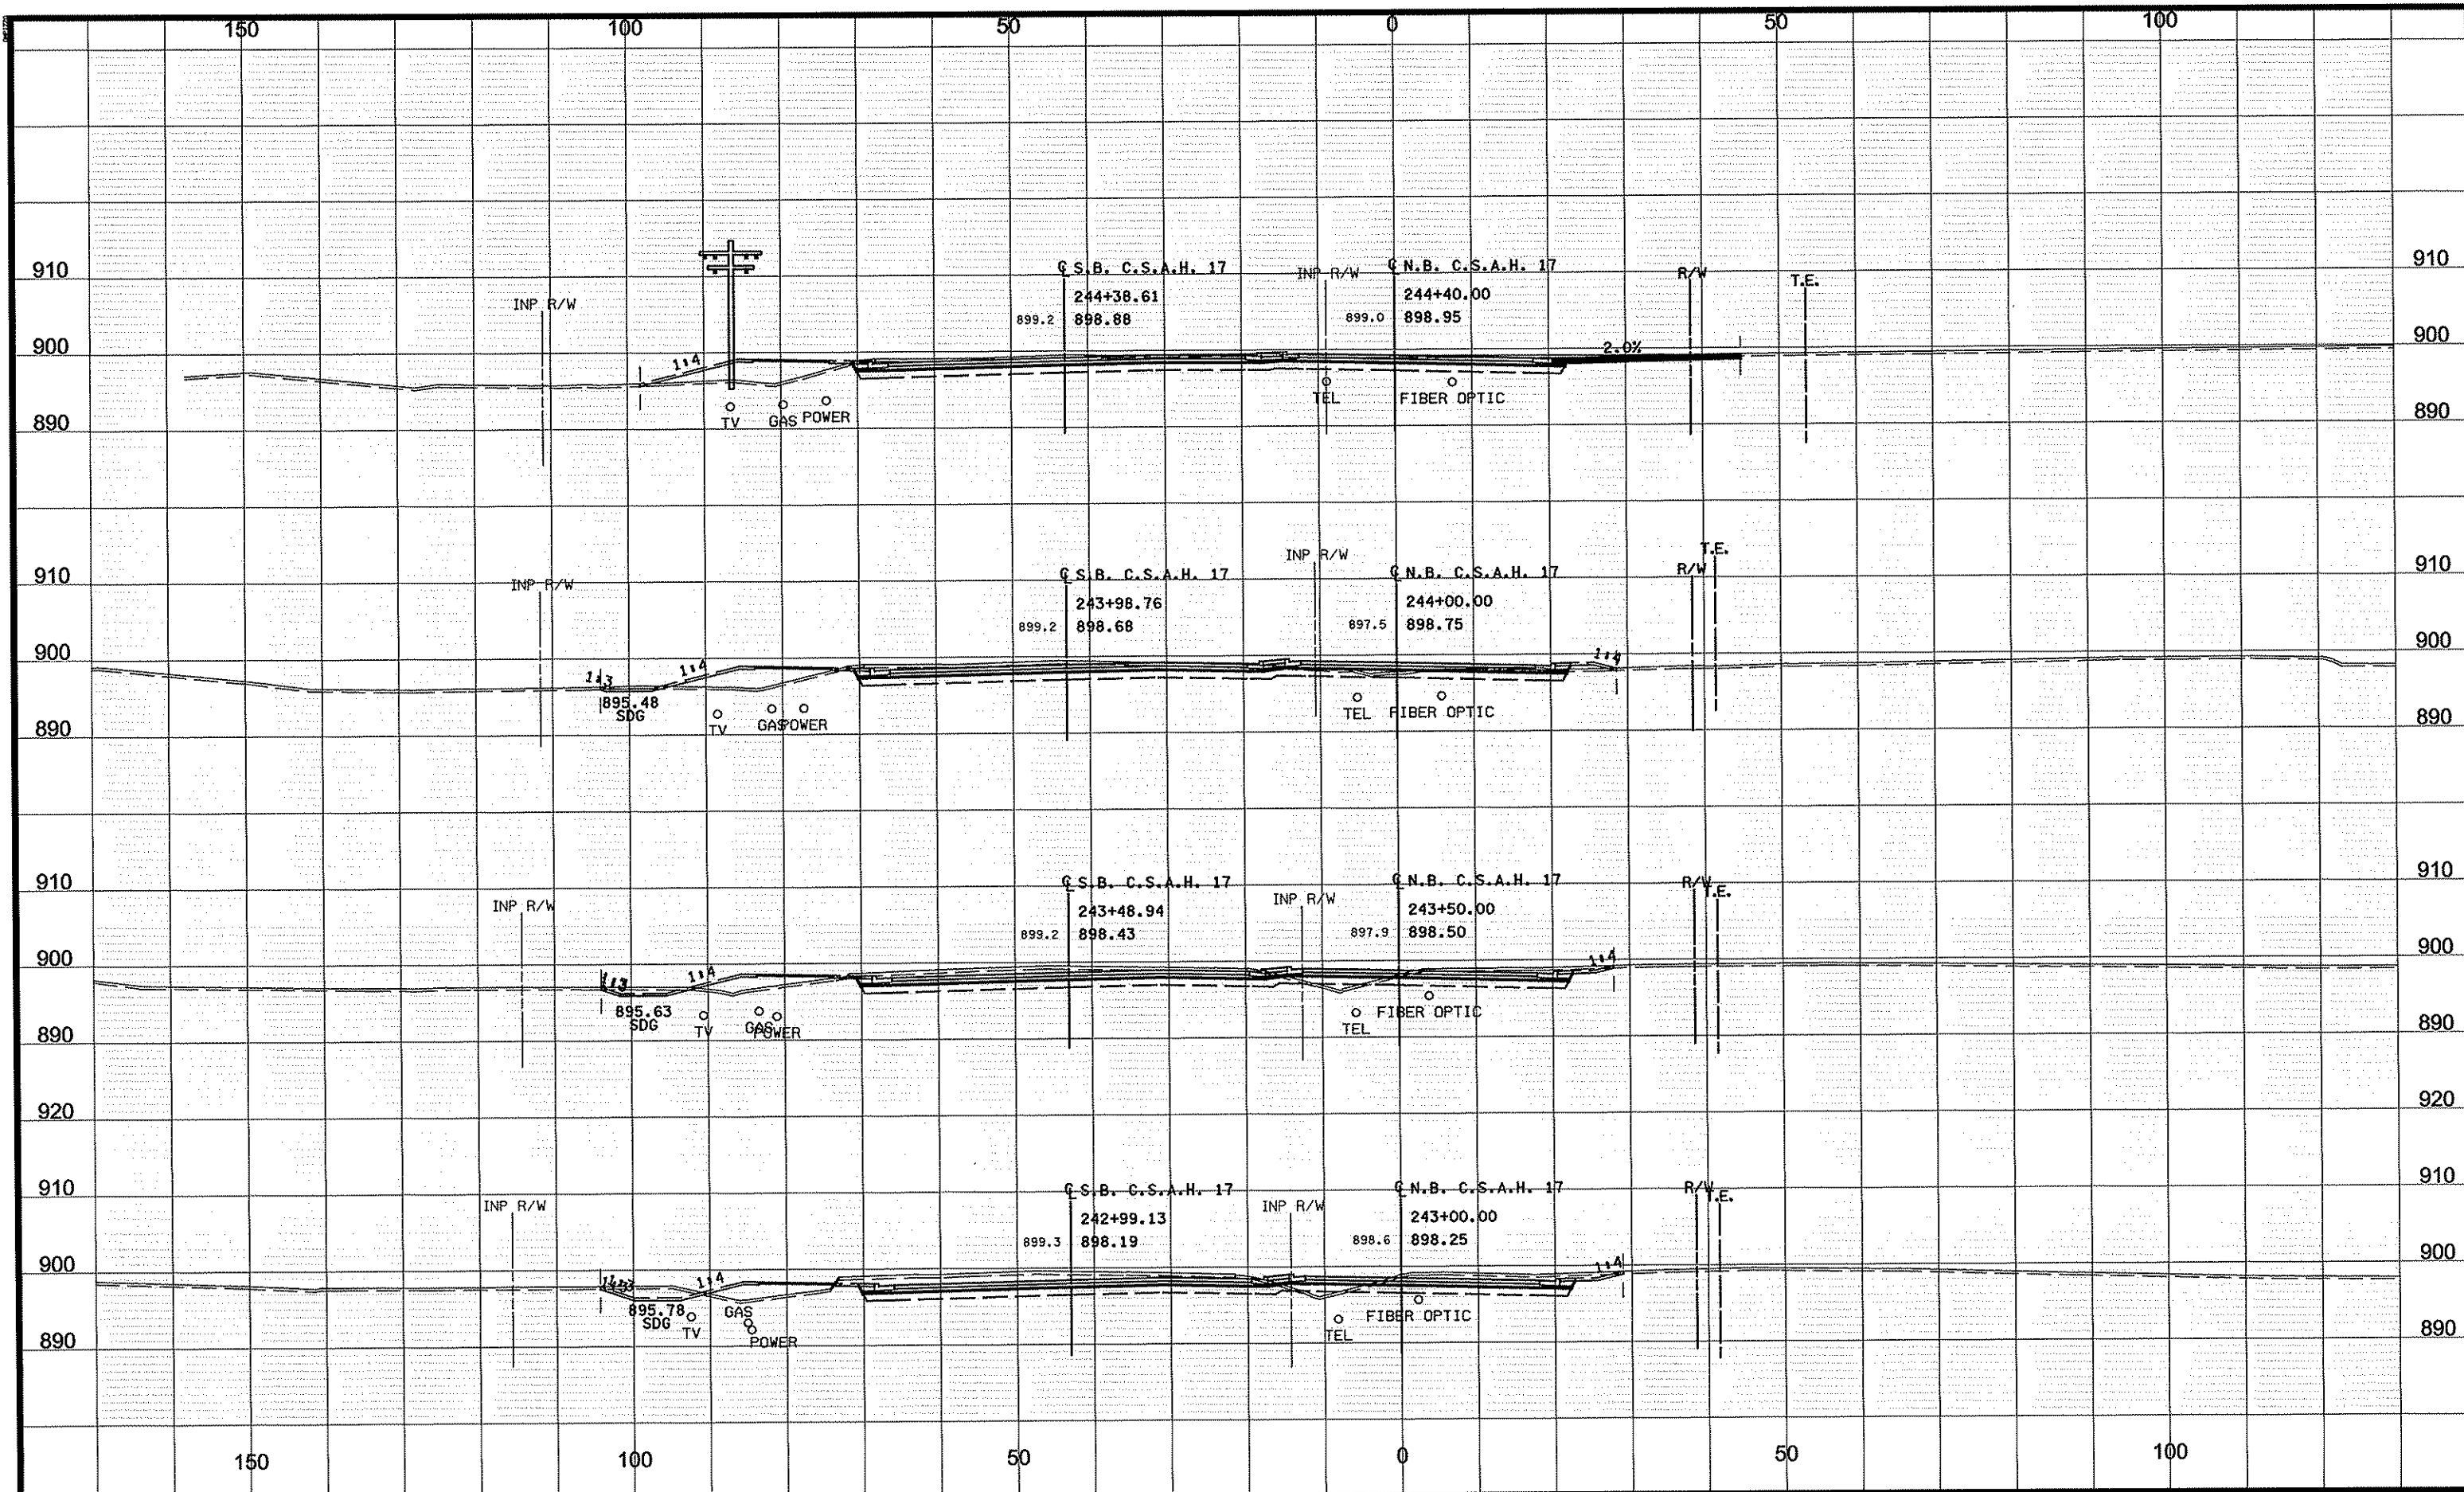 150 100 50 0 50 100
₵ S.B. C.S.A.H. 17 INP R/W ₵ N.B. C.S.A.H. 17 R/W
910 910
T.E.
244+38.61 244+40.00
INP R/W
899.2 898.88 899.0 898.95
900 1:4 2.0% 900
TEL FIBER OPTIC
TV GAS POWER
890 890
T.E.
INP R/W
₵ S.B. C.S.A.H. 17 ₵ N.B. C.S.A.H. 17 R/W
910 INP R/W 910
243+98.76 244+00.00
899.2 898.68 897.5 898.75
900 1:3 1:4 1:4 900
895.48
SDG TEL FIBER OPTIC
TV GAS POWER
890 890
₵ S.B. C.S.A.H. 17 ₵ N.B. C.S.A.H. 17 R/W
910 T.E. 910
INP R/W INP R/W
243+48.94 243+50.00
899.2 898.43 897.9 898.50
900 1:3 1:4 1:4 900
895.63 FIBER OPTIC
SDG TV GAS POWER TEL
890 890
920 920
₵ S.B. C.S.A.H. 17 ₵ N.B. C.S.A.H. 17 R/W
910 T.E. 910
INP R/W INP R/W
242+99.13 243+00.00
899.3 898.19 898.6 898.25
900 1:4 1:4 900
895.78 GAS
SDG TV FIBER OPTIC
POWER TEL
890 890
150 100 50 0 50 100